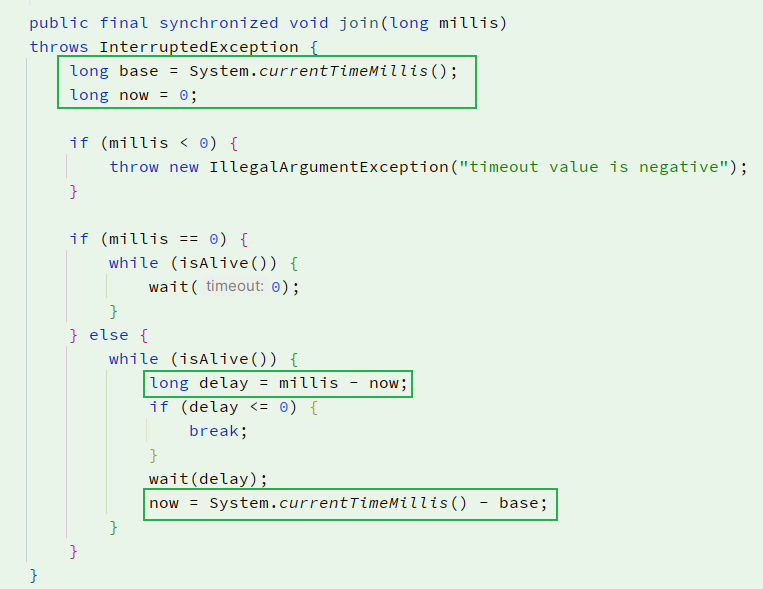 public final synchronized void join(long millis)
throws InterruptedException {
    long base = System.currentTimeMillis();
    long now = 0;

    if (millis < 0) {
        throw new IllegalArgumentException("timeout value is negative");
    }

    if (millis == 0) {
        while (isAlive()) {
            wait( timeout: 0);
        }
    } else {
        while (isAlive()) {
            long delay = millis - now;
            if (delay <= 0) {
                break;
            }
            wait(delay);
            now = System.currentTimeMillis() - base;
        }
    }
}